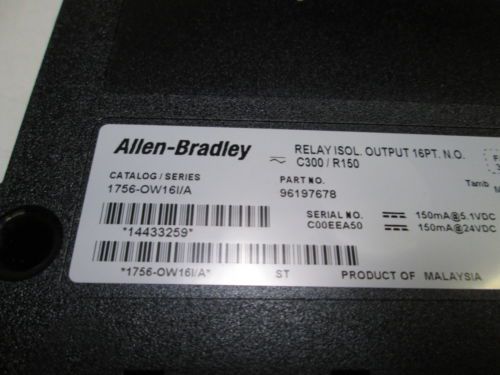 Allen-Bradley
RELAY ISOL. OUTPUT 16PT. N.O.
C300 / R150
CATALOG / SERIES
1756-OW16I/A
PART NO.
96197678
Tamb
SERIAL NO.
C00EEA50
150mA@5.1VDC
150mA@24VDC
*14433259*
*1756-OW16I/A*
ST
PRODUCT OF MALAYSIA